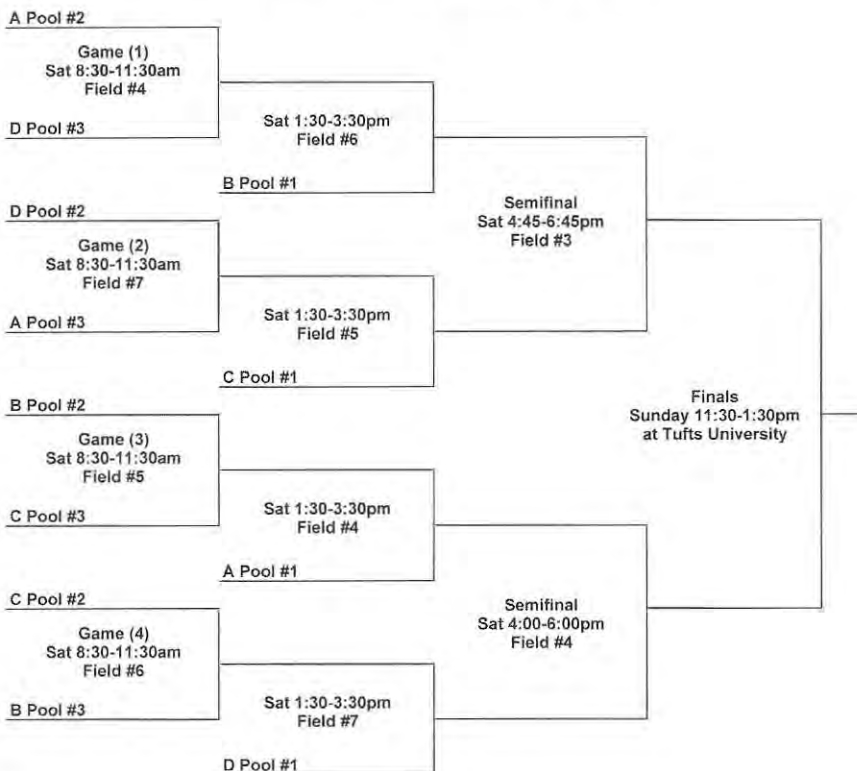 A Pool #2
Game (1)
Sat 8:30-11:30am
Field #4
D Pool #3
Sat 1:30-3:30pm
Field #6
B Pool #1
D Pool #2
Game (2)
Sat 8:30-11:30am
Field #7
A Pool #3
Sat 1:30-3:30pm
Field #5
C Pool #1
Semifinal
Sat 4:45-6:45pm
Field #3
B Pool #2
Game (3)
Sat 8:30-11:30am
Field #5
C Pool #3
Sat 1:30-3:30pm
Field #4
A Pool #1
C Pool #2
Game (4)
Sat 8:30-11:30am
Field #6
B Pool #3
Sat 1:30-3:30pm
Field #7
D Pool #1
Semifinal
Sat 4:00-6:00pm
Field #4
Finals
Sunday 11:30-1:30pm
at Tufts University